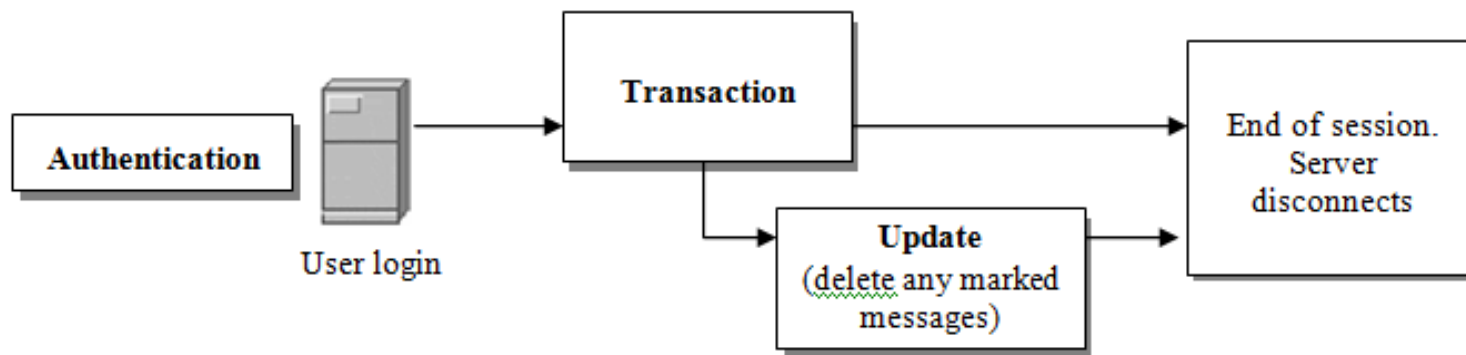 Authentication
User login
Transaction
Update
(delete any marked
messages)
End of session.
Server
disconnects